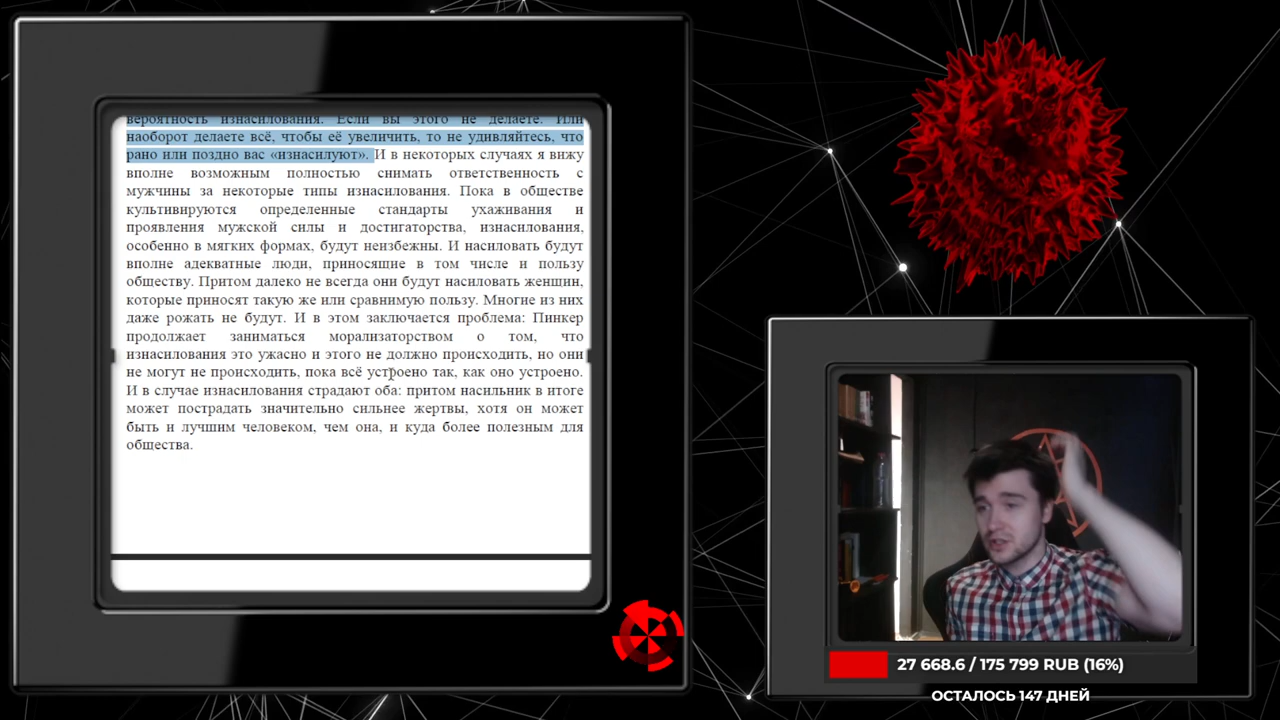 вероятность изнасилования. Если вы этого не делаете. Или
наоборот делаете всё, чтобы её увеличить, то не удивляйтесь, что
рано или поздно вас «изнасилуют». И в некоторых случаях я вижу
вполне возможным полностью снимать ответственность с
мужчины за некоторые типы изнасилования. Пока в обществе
культивируются определенные стандарты ухаживания и
проявления мужской силы и достигаторства, изнасилования,
особенно в мягких формах, будут неизбежны. И насиловать будут
вполне адекватные люди, приносящие в том числе и пользу
обществу. Притом далеко не всегда они будут насиловать женщин,
которые приносят такую же или сравнимую пользу. Многие из них
даже рожать не будут. И в этом заключается проблема: Пинкер
продолжает заниматься морализаторством о том, что
изнасилования это ужасно и этого не должно происходить, но они
не могут не происходить, пока всё устроено так, как оно устроено.
И в случае изнасилования страдают оба: притом насильник в итоге
может пострадать значительно сильнее жертвы, хотя он может
быть и лучшим человеком, чем она, и куда более полезным для
общества.
27 668.6 / 175 799 RUB (16%)
ОСТАЛОСЬ 147 ДНЕЙ